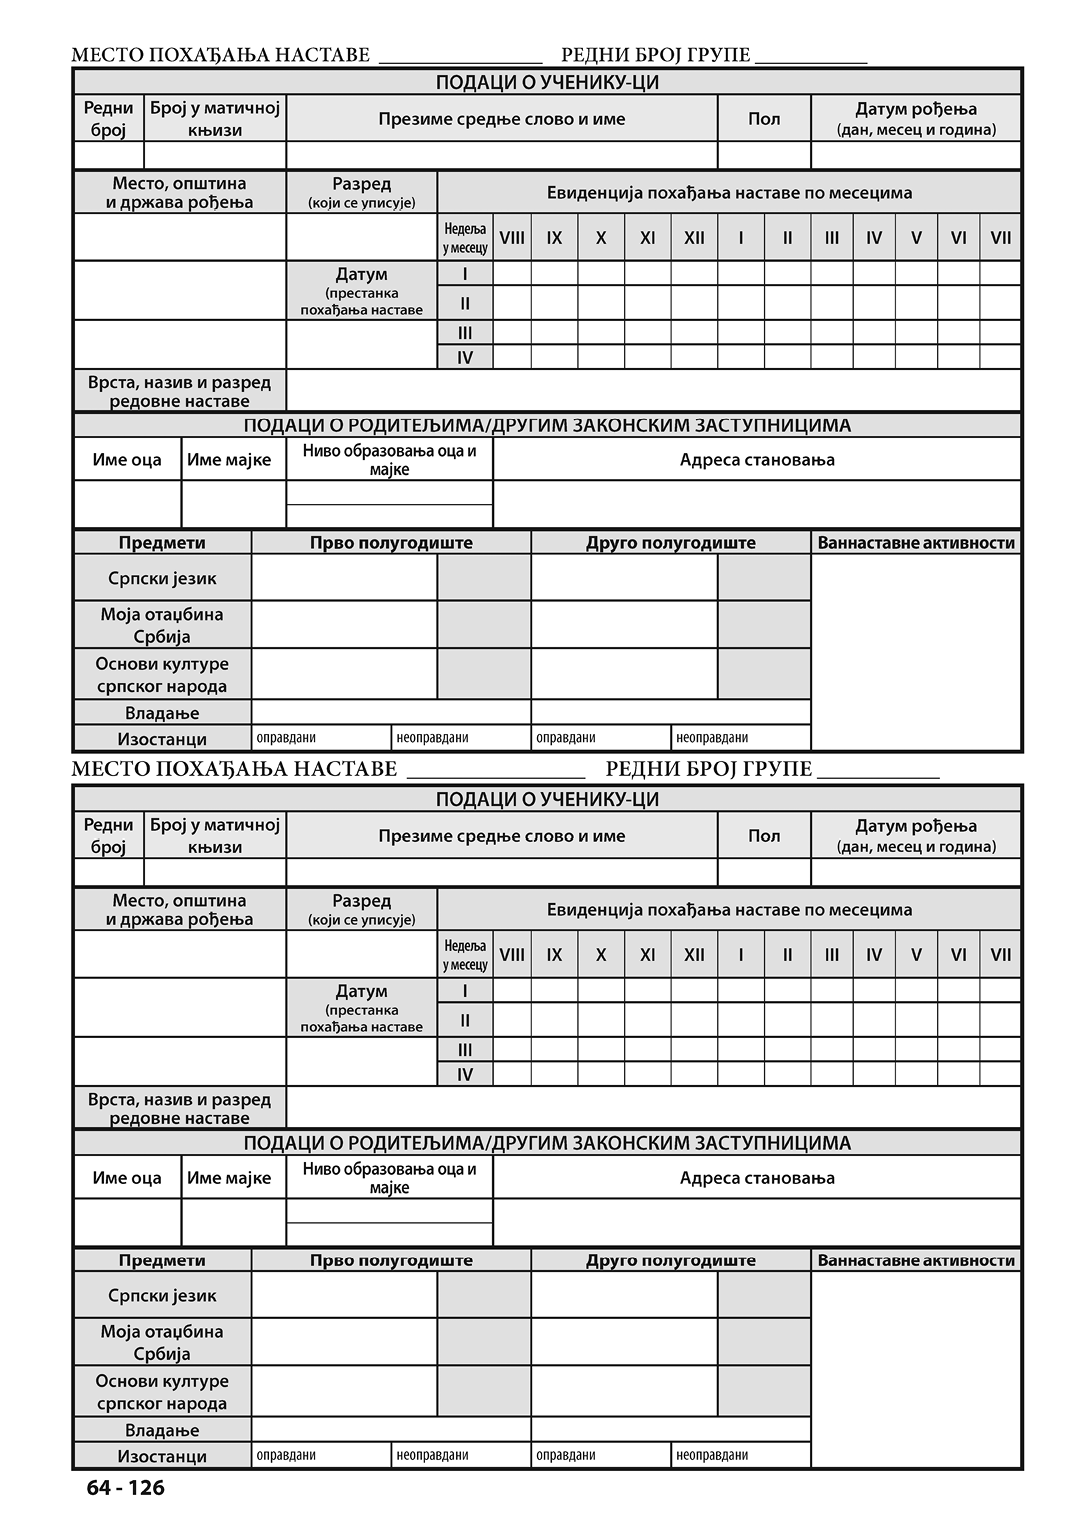 МЕСТО ПОХАЂАЊА НАСТАВЕ ________________ РЕДНИ БРОЈ ГРУПЕ ___________
ПОДАЦИ О УЧЕНИКУ-ЦИ
Редни број Број у матичној књизи Презиме средње слово и име Пол Датум рођења (дан, месец и година)
Место, општина и држава рођења Разред (који се уписује) Евиденција похађања наставе по месецима
Недеља у месецу VIII IX X XI XII I II III IV V VI VII
Датум (престанка похађања наставе
I
II
III
IV
Врста, назив и разред редовне наставе
ПОДАЦИ О РОДИТЕЉИМА/ДРУГИМ ЗАКОНСКИМ ЗАСТУПНИЦИМА
Име оца Име мајке Ниво образовања оца и мајке Адреса становања
Предмети Прво полугодиште Друго полугодиште Ваннаставне активности
Српски језик
Моја отаџбина
Србија
Основи културе
српског народа
Владање
Изостанци оправдани неоправдани оправдани неоправдани
МЕСТО ПОХАЂАЊА НАСТАВЕ ________________ РЕДНИ БРОЈ ГРУПЕ ___________
ПОДАЦИ О УЧЕНИКУ-ЦИ
Редни број Број у матичној књизи Презиме средње слово и име Пол Датум рођења (дан, месец и година)
Место, општина и држава рођења Разред (који се уписује) Евиденција похађања наставе по месецима
Недеља у месецу VIII IX X XI XII I II III IV V VI VII
Датум (престанка похађања наставе
I
II
III
IV
Врста, назив и разред редовне наставе
ПОДАЦИ О РОДИТЕЉИМА/ДРУГИМ ЗАКОНСКИМ ЗАСТУПНИЦИМА
Име оца Име мајке Ниво образовања оца и мајке Адреса становања
Предмети Прво полугодиште Друго полугодиште Ваннаставне активности
Српски језик
Моја отаџбина
Србија
Основи културе
српског народа
Владање
Изостанци оправдани неоправдани оправдани неоправдани
64 - 126